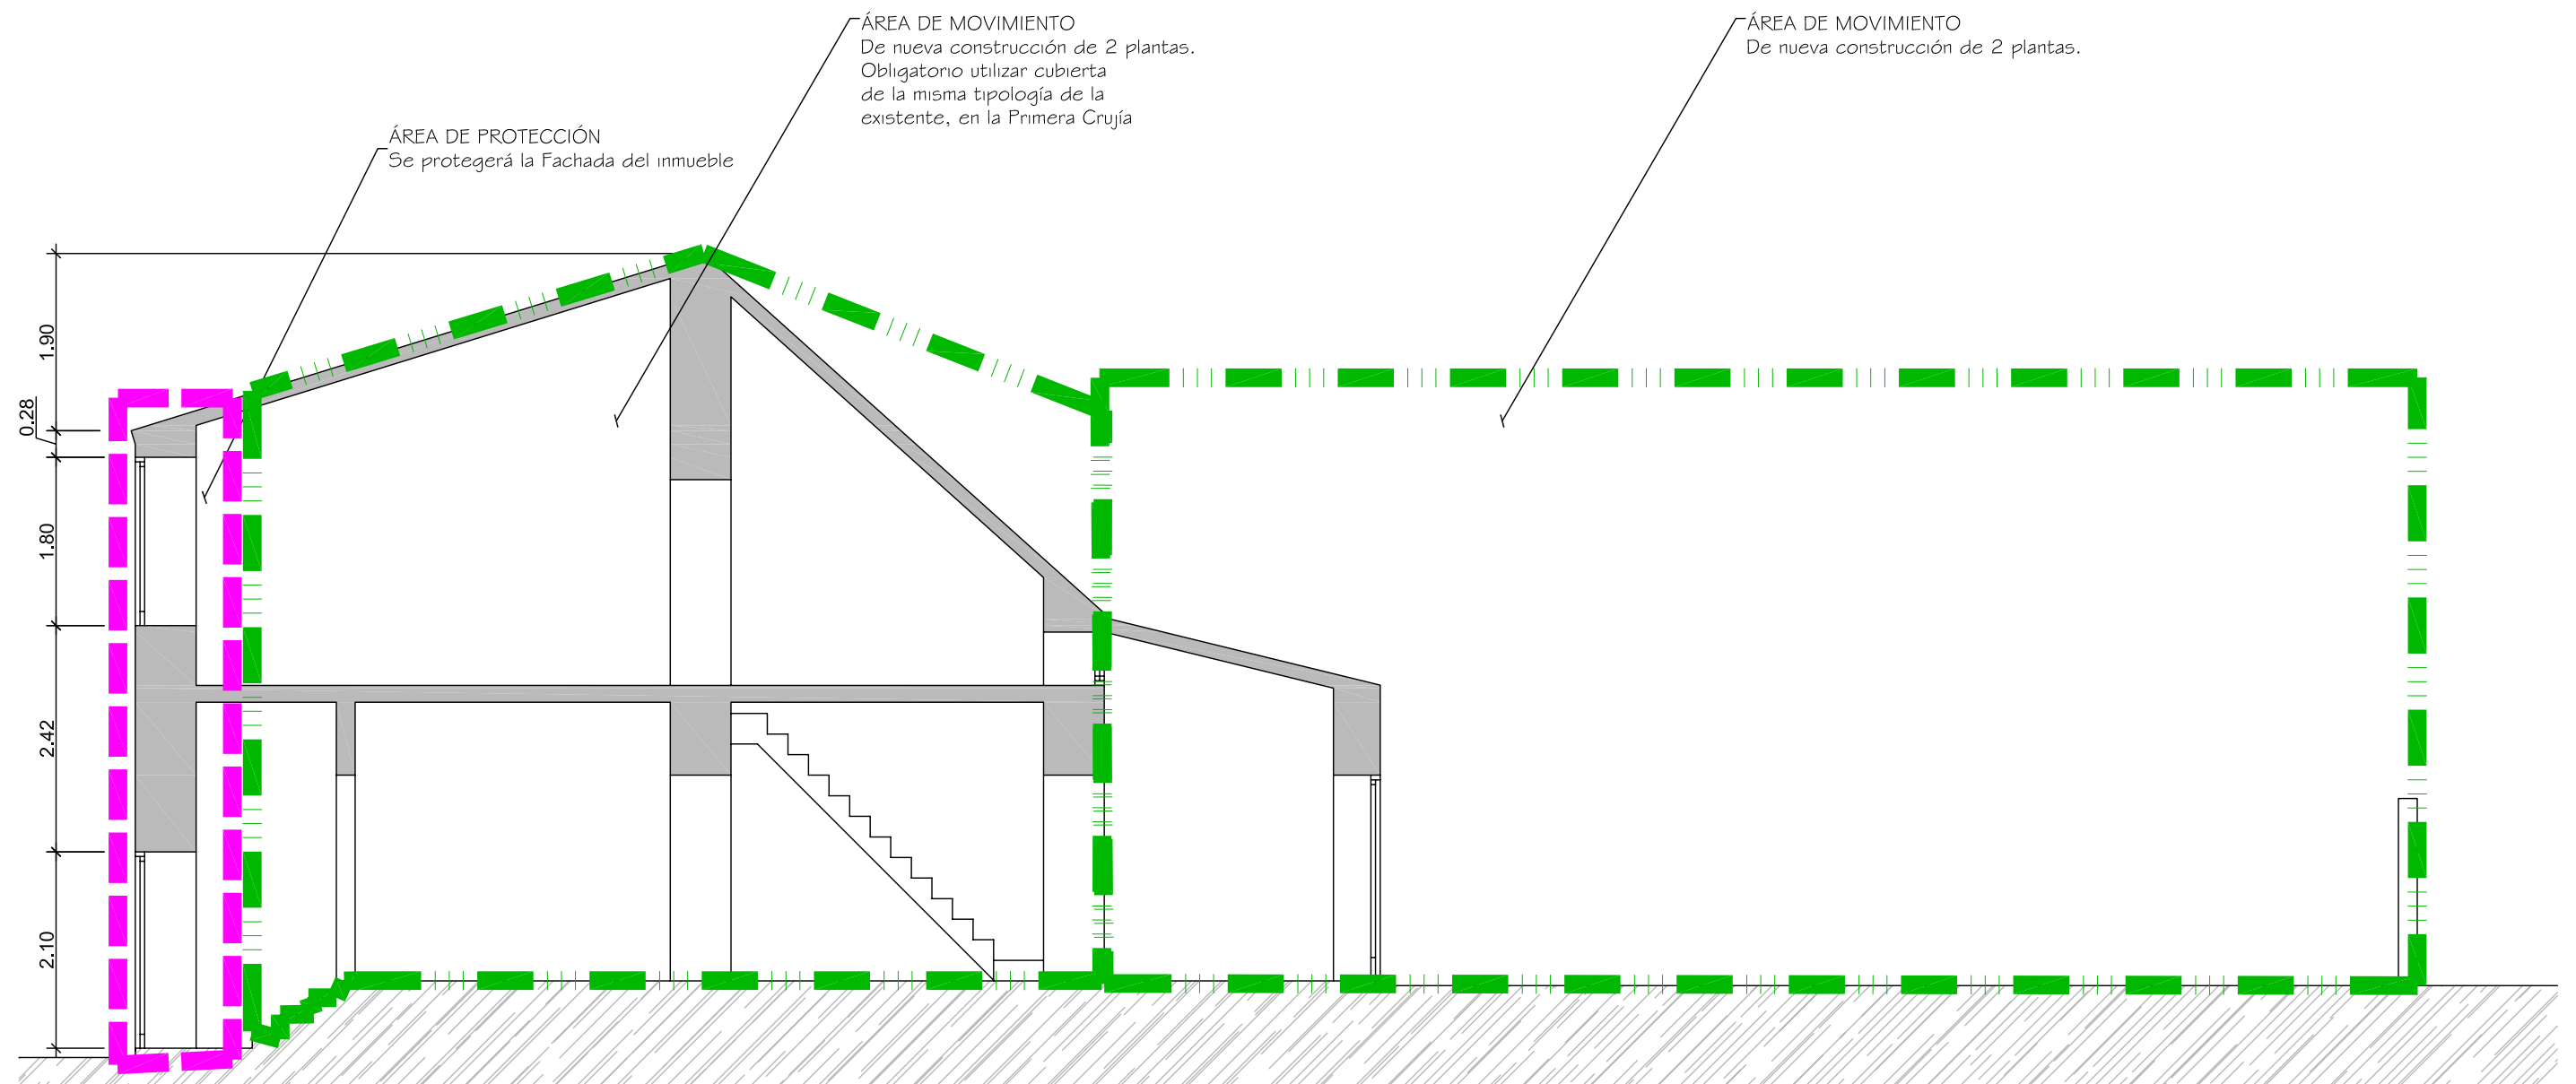 ÁREA DE MOVIMIENTO
De nueva construcción de 2 plantas.
Obligatorio utilizar cubierta
de la misma tipología de la
existente, en la Primera Crujía
ÁREA DE MOVIMIENTO
De nueva construcción de 2 plantas.
ÁREA DE PROTECCIÓN
Se protegerá la Fachada del inmueble
1.90
0.28
1.80
2.42
2.10